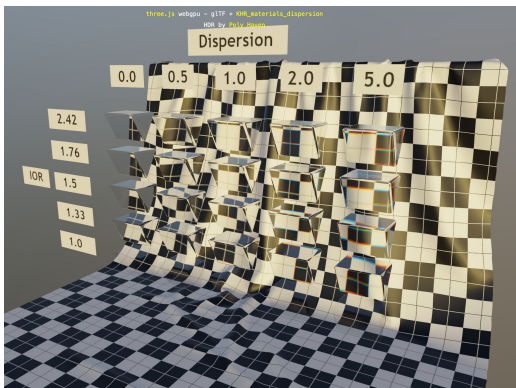 three.js webgpu - glTF + KHR_materials_dispersion
HDR by Poly Haven
Dispersion
0.0 0.5 1.0 2.0 5.0
2.42
1.76
IOR 1.5
1.33
1.0